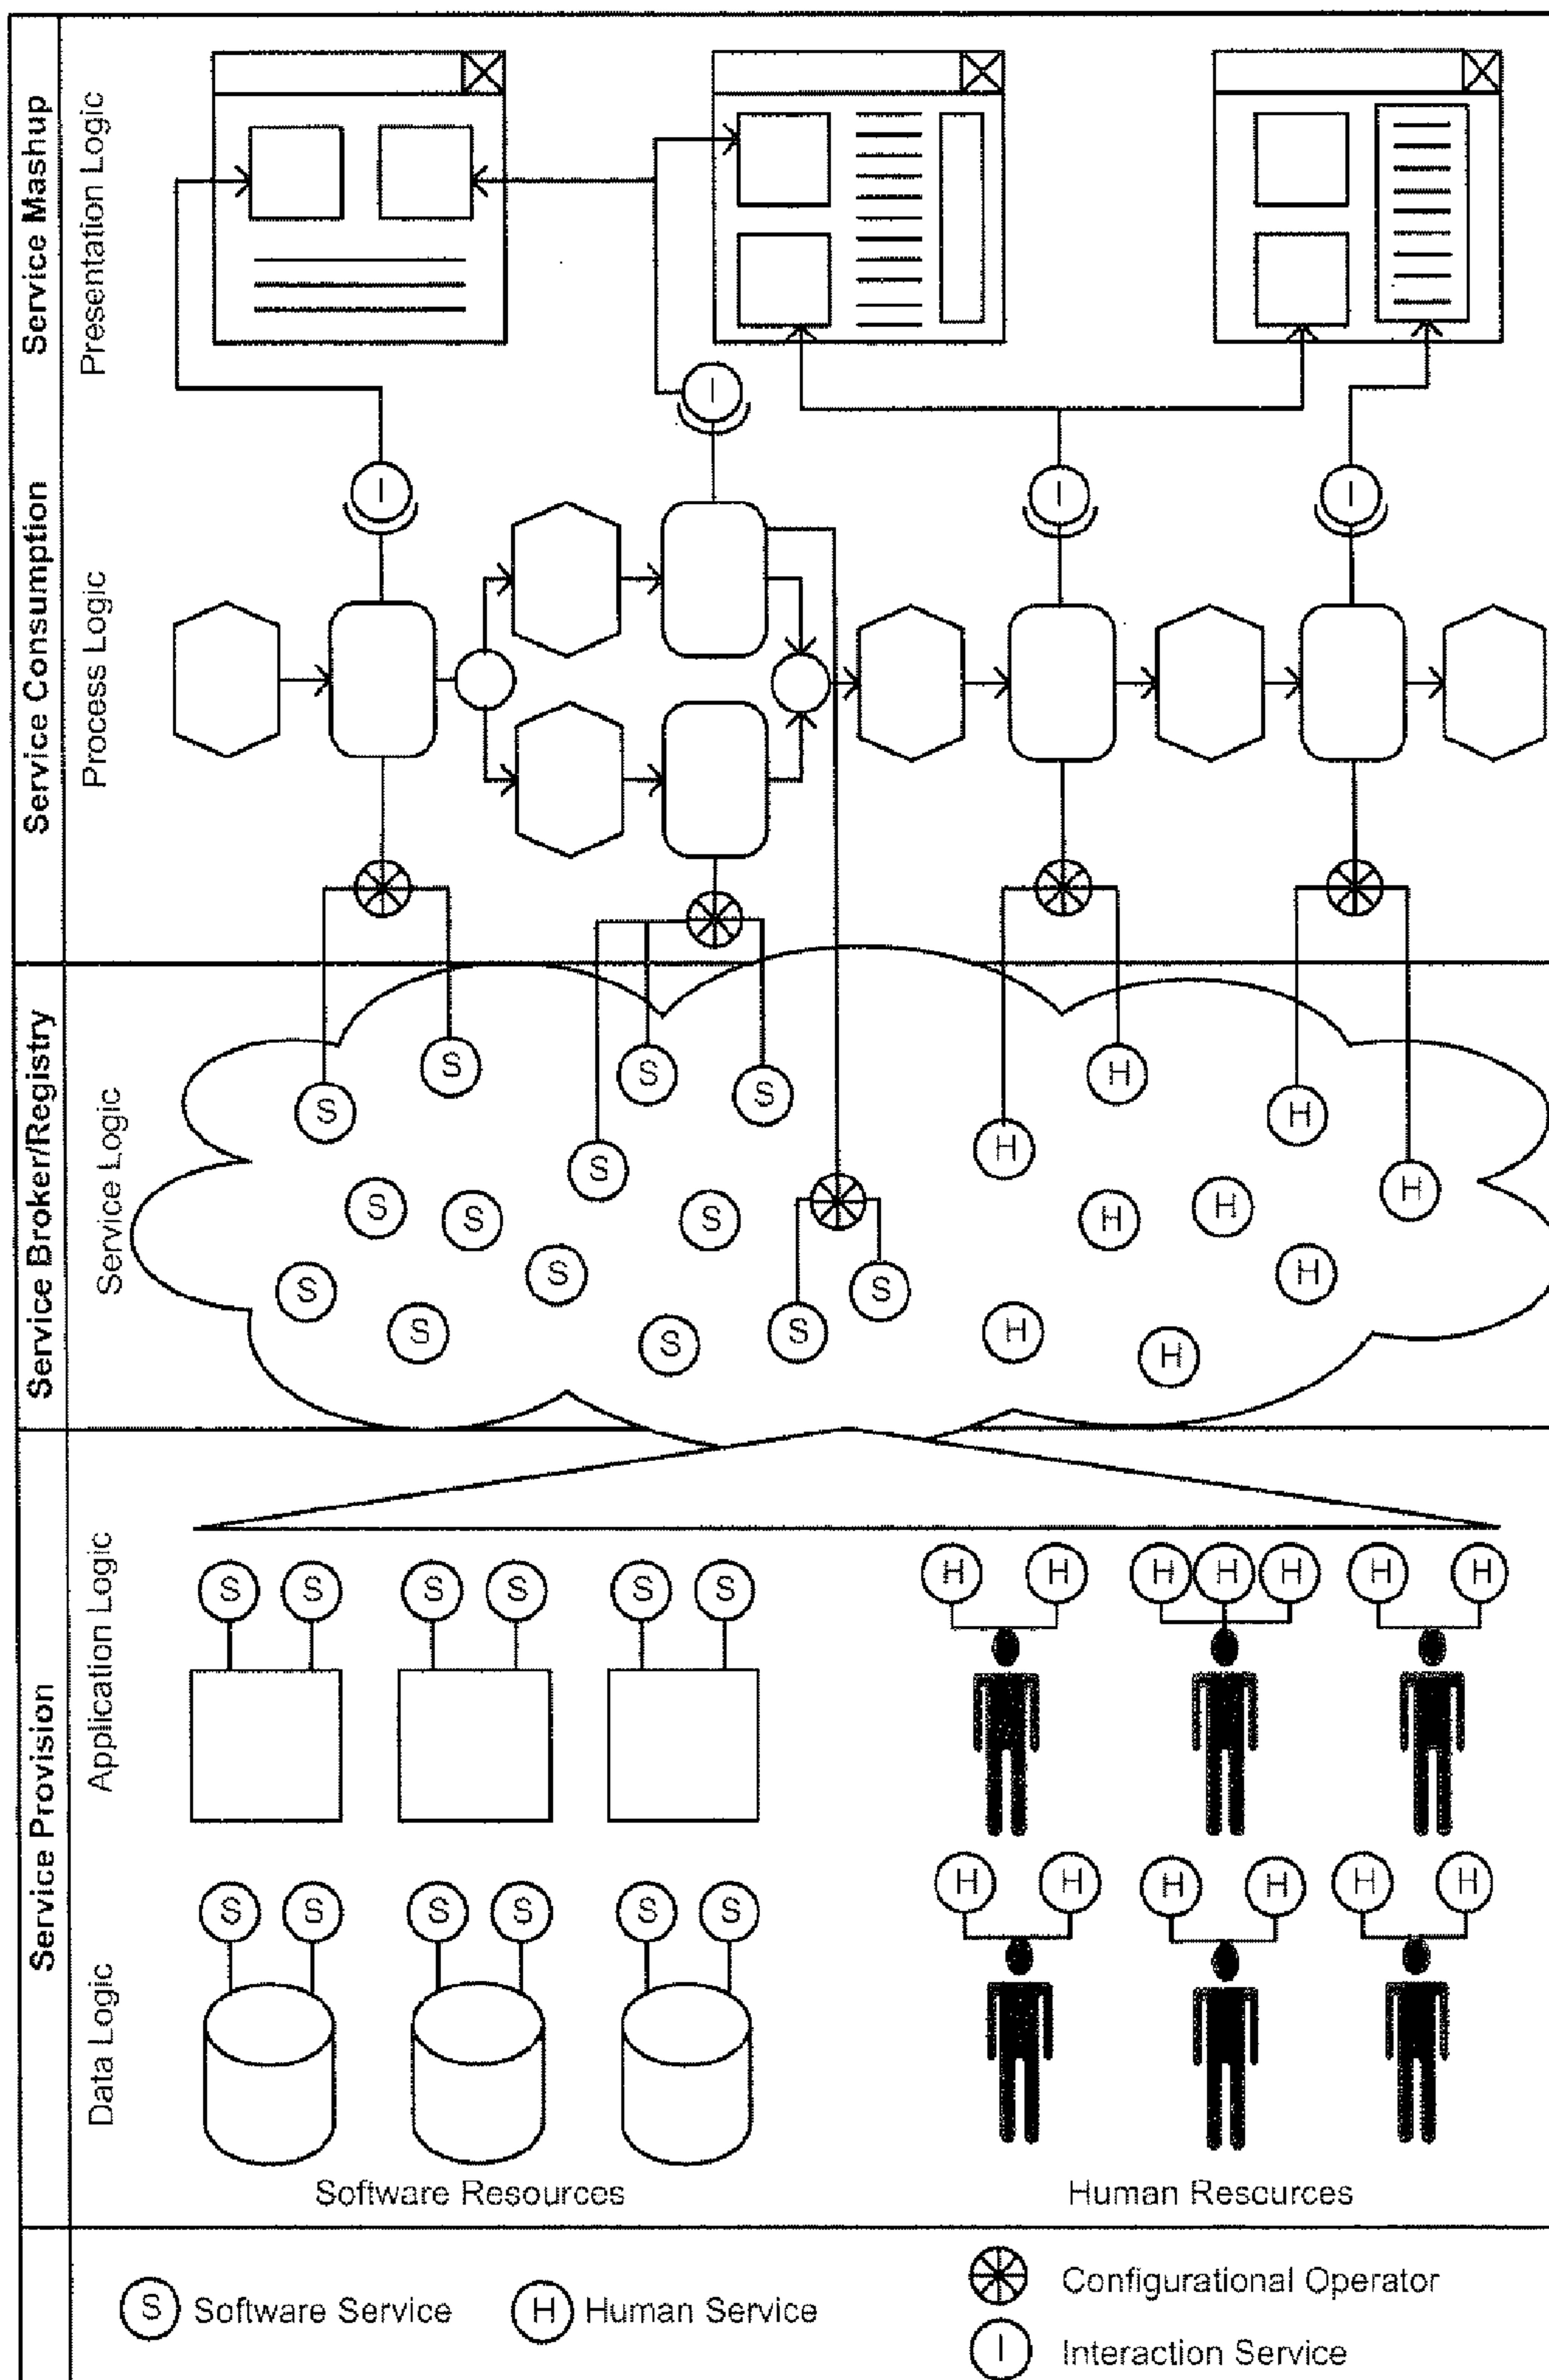 Service Mashup
Presentation Logic
I
I
I
I
Service Consumption
Process Logic
Service Broker/Registry
Service Logic
S
S
S
H
S
S
H
H
S
H
S
S
S
H
H
H
S
S
H
S
S
S
S
H
H
Service Provision
Application Logic
S S S S S S
H H H H H H H
Data Logic
S S S S S S
H H H H H H
Software Resources
Human Rescurces
S Software Service
H Human Service
Configurational Operator
I Interaction Service